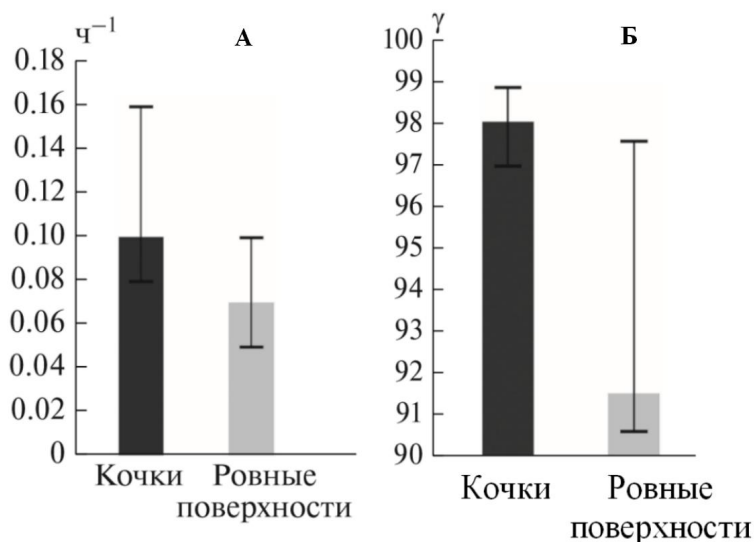 ч⁻¹
А
0.18
0.16
0.14
0.12
0.10
0.08
0.06
0.04
0.02
0
Кочки
Ровные
поверхности
γ
Б
100
99
98
97
96
95
94
93
92
91
90
Кочки
Ровные
поверхности